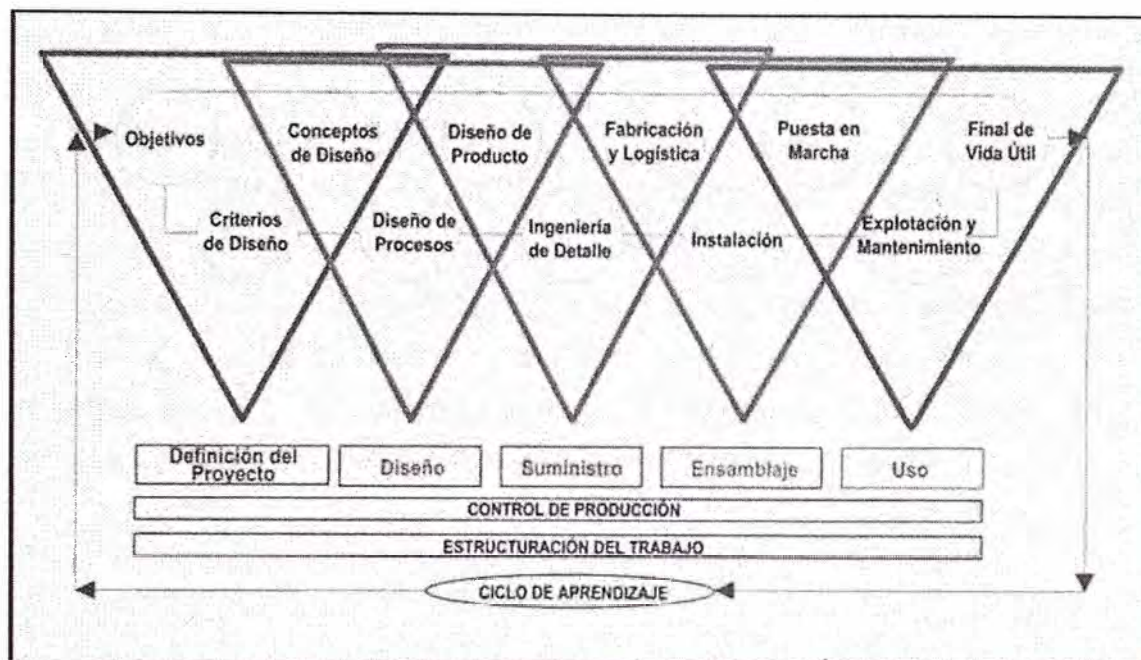 Objetivos
Conceptos
de Diseño
Diseño de
Producto
Fabricación
y Logística
Puesta en
Marcha
Final de
Vida Útil
Criterios
de Diseño
Diseño de
Procesos
Ingeniería
de Detalle
Instalación
Explotación y
Mantenimiento
Definición del
Proyecto
Diseño
Suministro
Ensamblaje
Uso
CONTROL DE PRODUCCIÓN
ESTRUCTURACIÓN DEL TRABAJO
CICLO DE APRENDIZAJE